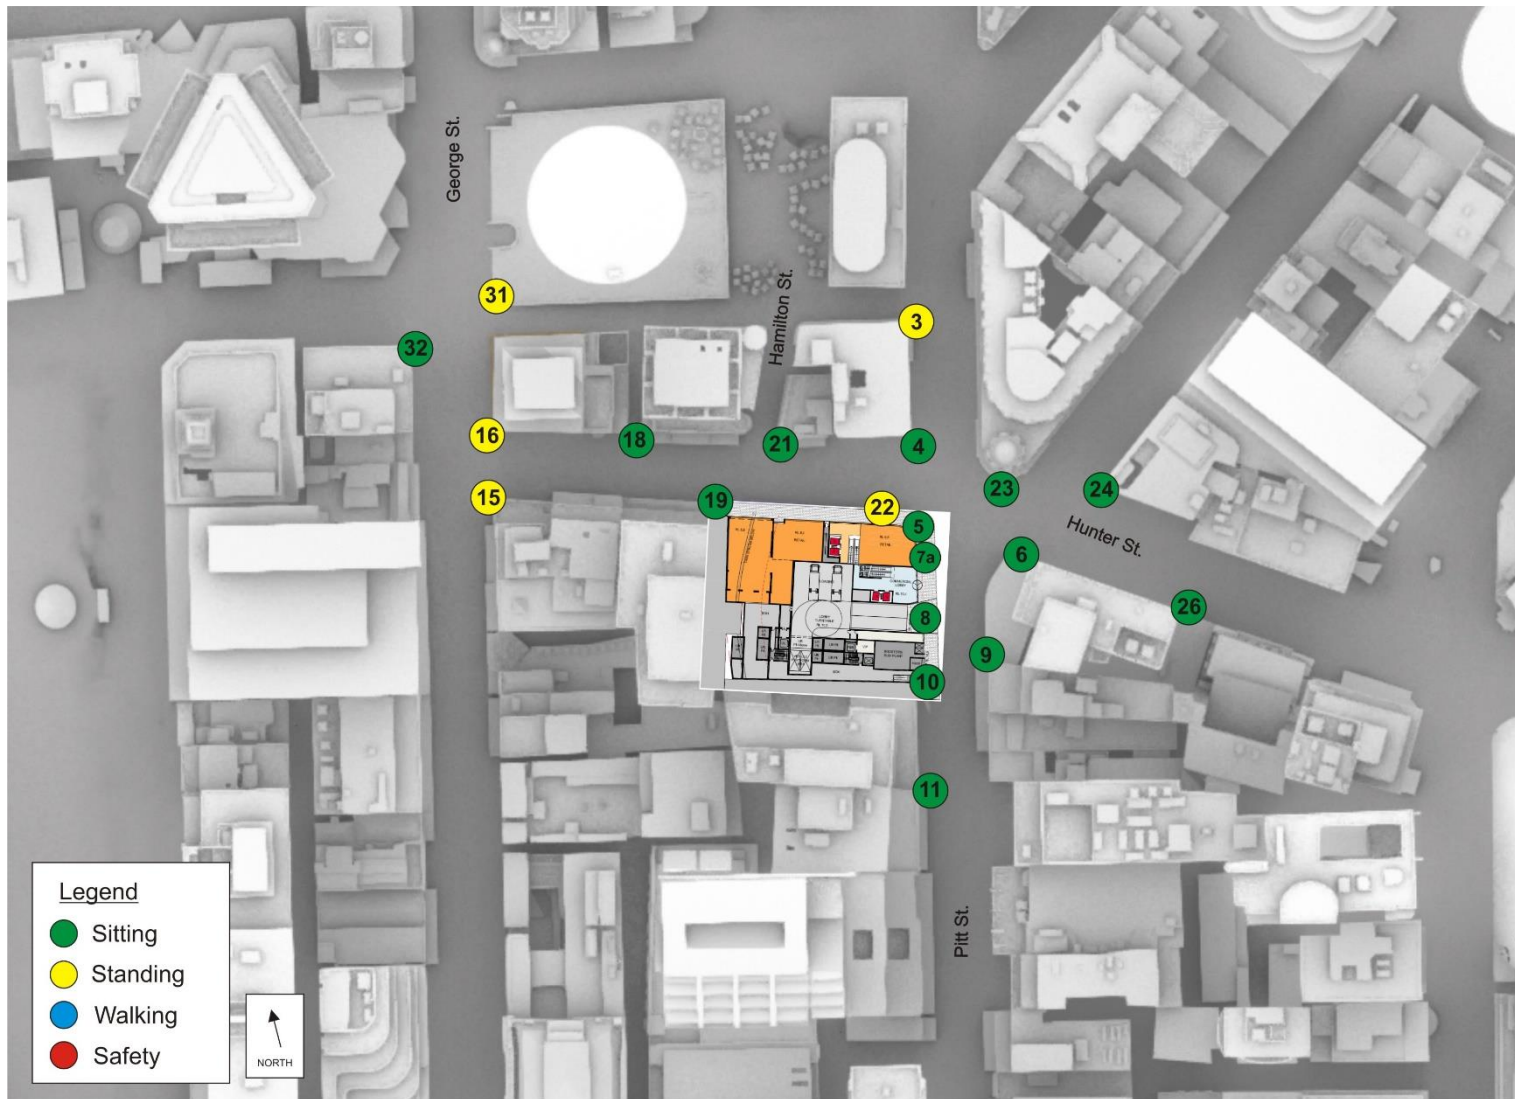 George St.
31
3
Hamilton St.
32
16
18
21
4
15
19
22
23
24
5
Hunter St.
7a
6
8
26
9
10
11
Pitt St.
Legend
Sitting
Standing
Walking
Safety
NORTH